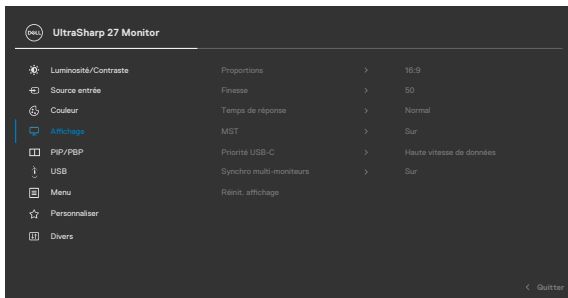 DELL UltraSharp 27 Monitor
Luminosité/Contraste Proportions > 16:9
Source entrée Finesse > 50
Couleur Temps de réponse > Normal
Affichage MST > Sur
PIP/PBP Priorité USB-C > Haute vitesse de données
USB Synchro multi-moniteurs > Sur
Menu Réinit. affichage
Personnaliser
Divers
< Quitter